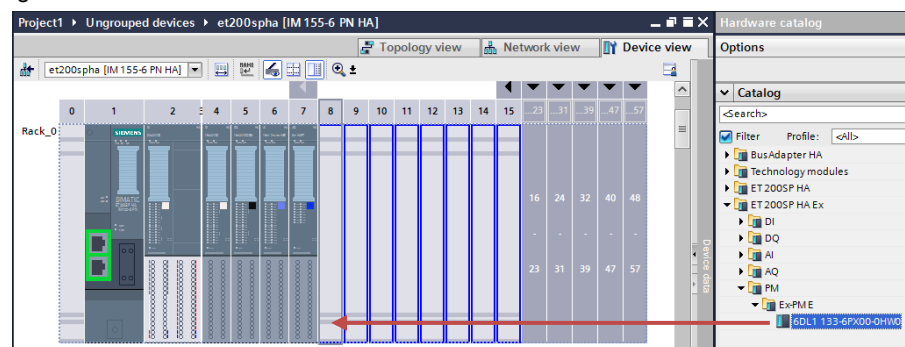 Project1 ▸ Ungrouped devices ▸ et200spha [IM 155-6 PN HA]
Hardware catalog
Topology view Network view Device view
Options
et200spha [IM 155-6 PN HA]
Catalog
<Search>
Filter Profile: <All>
0 1 2 4 5 6 7 8 9 10 11 12 13 14 15 ...23 ...31 ...39 ...47 ...57
Rack_0
SIEMENS
SIMATIC
16 24 32 40 48
- - - - -
23 31 39 47 57
Device data
BusAdapter HA
Technology modules
ET 200SP HA
ET 200SP HA Ex
DI
DQ
AI
AQ
PM
Ex-PM E
6DL1 133-6PX00-0HW0